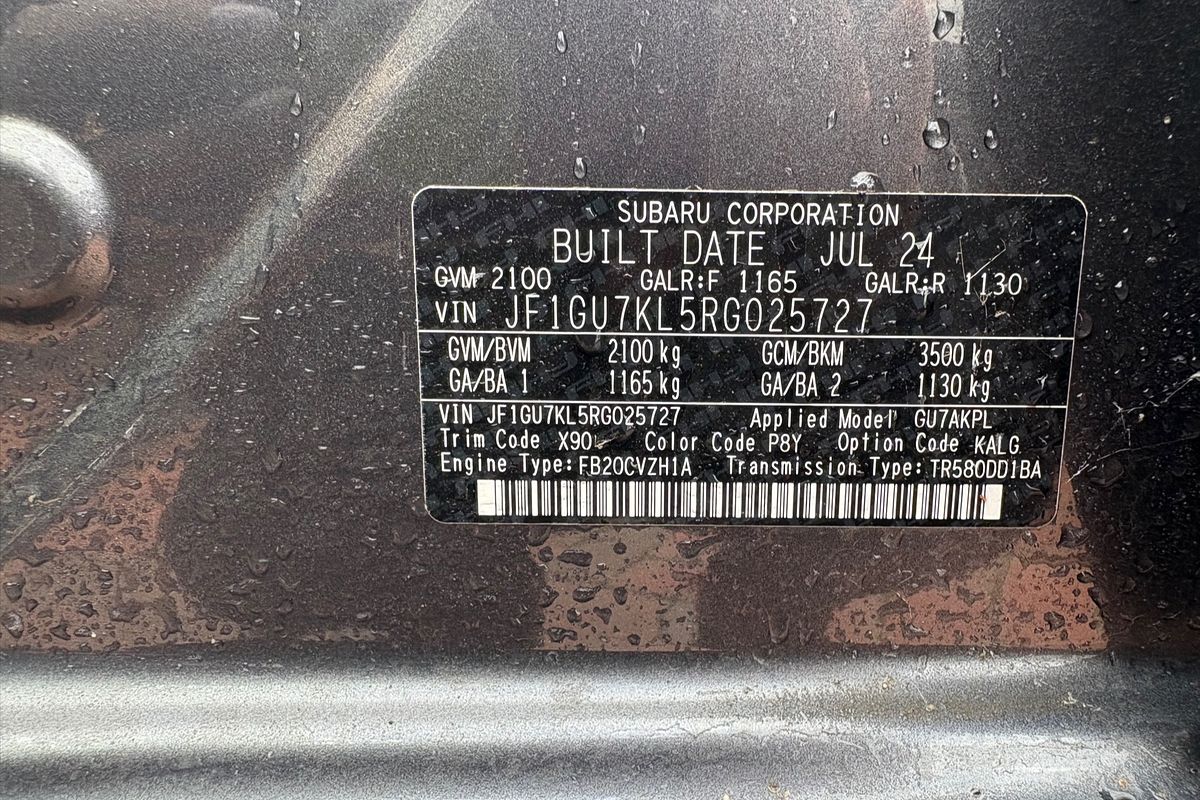 SUBARU CORPORATION
BUILT DATE JUL 24
GVM 2100 GALR:F 1165 GALR:R 1130
VIN JF1GU7KL5RG025727
GVM/BVM 2100 kg GCM/BKM 3500 kg
GA/BA 1 1165 kg GA/BA 2 1130 kg
VIN JF1GU7KL5RG025727 Applied Model GU7AKPL
Trim Code X90 Color Code P8Y Option Code KALG
Engine Type: FB20CVZH1A Transmission Type: TR580DD1BA